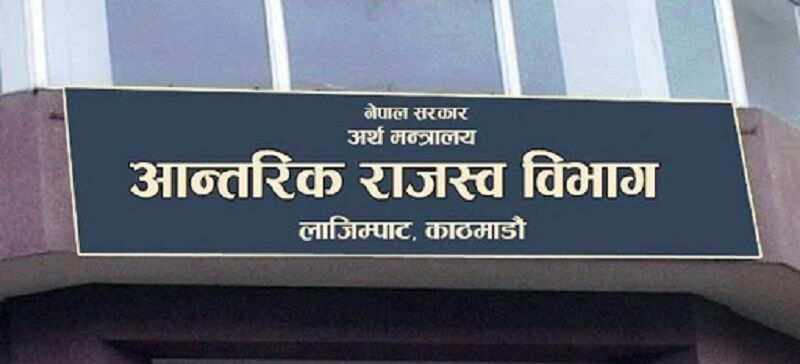 नेपाल सरकार
अर्थ मन्त्रालय
आन्तरिक राजस्व विभाग
लाजिम्पाट, काठमाडौं